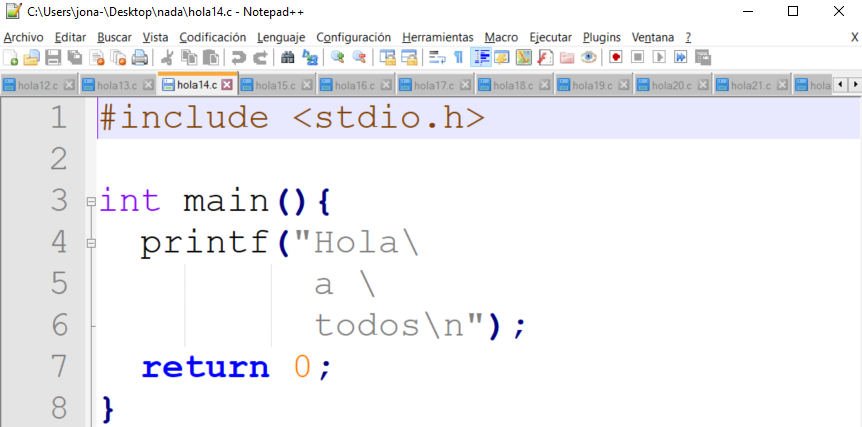 C:\Users\jona-\Desktop\nada\hola14.c - Notepad++
Archivo Editar Buscar Vista Codificación Lenguaje Configuración Herramientas Macro Ejecutar Plugins Ventana ? X
hola12.c hola13.c hola14.c hola15.c hola16.c hola17.c hola18.c hola19.c hola20.c hola21.c hola
1 #include <stdio.h>
2
3 int main(){
4   printf("Hola\
5           a \
6           todos\n");
7   return 0;
8 }